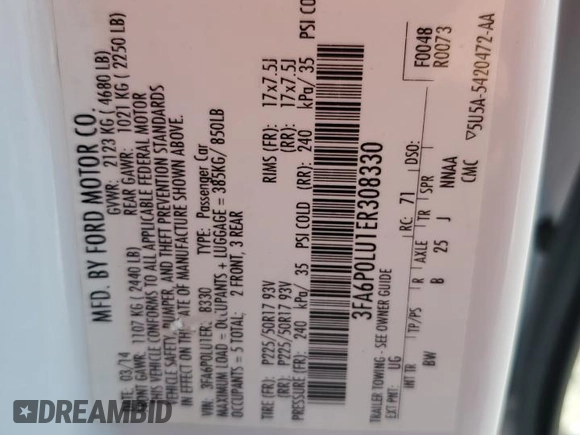 MFD. BY FORD MOTOR CO.
DATE: 03/14 GVWR: 2123 KG ( 4680 LB)
GAWR: 1107 KG ( 2440 LB) REAR GAWR: 1021 KG ( 2250 LB)
THIS VEHICLE CONFORMS TO ALL APPLICABLE FEDERAL MOTOR
VEHICLE SAFETY, BUMPER, AND THEFT PREVENTION STANDARDS
IN EFFECT ON THE DATE OF MANUFACTURE SHOWN ABOVE.
VIN: 3FA6P0LU1ER: 8330 TYPE: Passenger Car
MAXIMUM LOAD = OCCUPANTS + LUGGAGE = 385KG/ 850LB
OCCUPANTS = 5 TOTAL: 2 FRONT, 3 REAR
TIRE (FR): P225/50R17 93V RIMS (FR): 17x7.5J
(RR): P225/50R17 93V (RR): 17x7.5J
PRESSURE (FR): 240 kPa/ 35 PSI COLD (RR): 240 kPa/ 35 PSI COLD
3FA6P0LU1ER308330
F0048
R0073
TRAILER TOWING - SEE OWNER GUIDE
EXT PNT: UG RC: 71 DSO:
INT TR TP/PS R AXLE TR SPR
BW B 25 J NNAA
CMC ▽5U5A-5420472-AA
DREAMBID